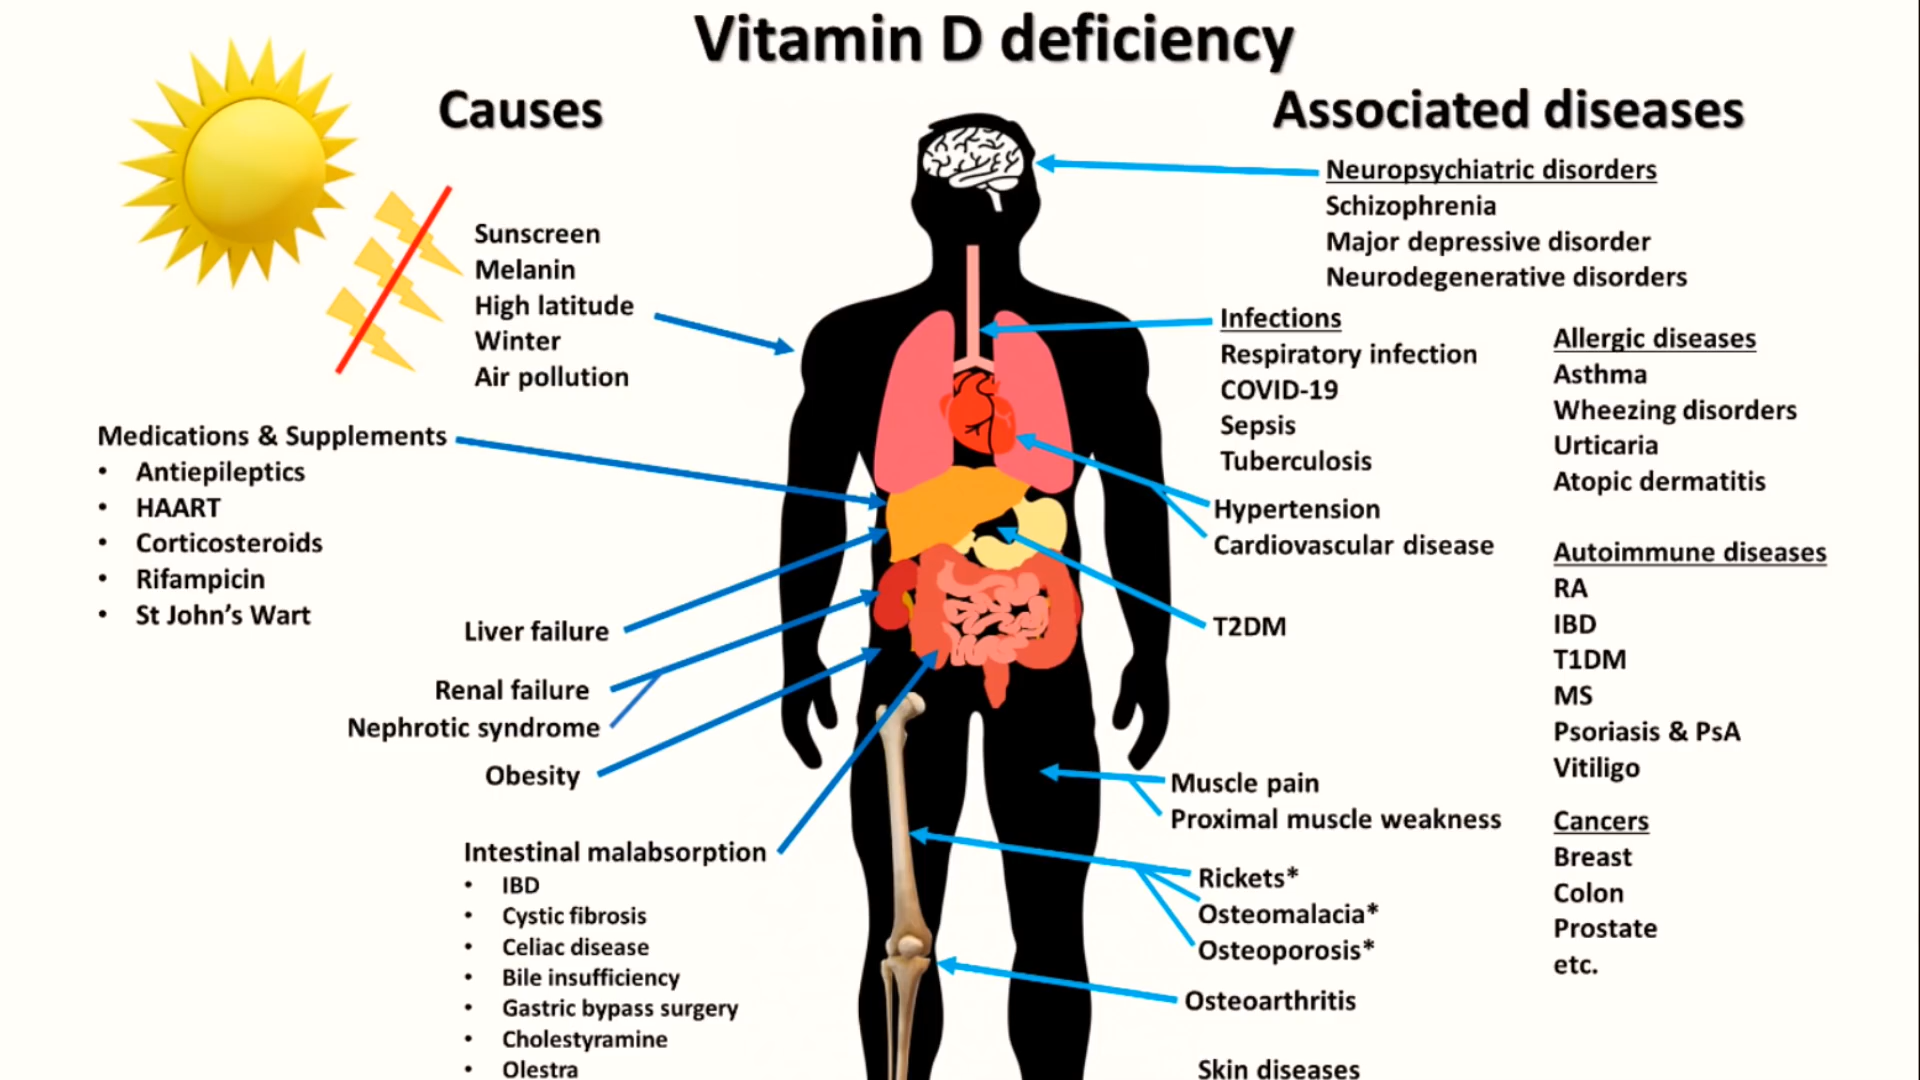 Vitamin D deficiency
Causes
Sunscreen
Melanin
High latitude
Winter
Air pollution
Medications & Supplements
• Antiepileptics
• HAART
• Corticosteroids
• Rifampicin
• St John's Wart
Liver failure
Renal failure
Nephrotic syndrome
Obesity
Intestinal malabsorption
• IBD
• Cystic fibrosis
• Celiac disease
• Bile insufficiency
• Gastric bypass surgery
• Cholestyramine
• Olestra
Associated diseases
Neuropsychiatric disorders
Schizophrenia
Major depressive disorder
Neurodegenerative disorders
Infections
Respiratory infection
COVID-19
Sepsis
Tuberculosis
Hypertension
Cardiovascular disease
T2DM
Muscle pain
Proximal muscle weakness
Rickets*
Osteomalacia*
Osteoporosis*
Osteoarthritis
Skin diseases
Allergic diseases
Asthma
Wheezing disorders
Urticaria
Atopic dermatitis
Autoimmune diseases
RA
IBD
T1DM
MS
Psoriasis & PsA
Vitiligo
Cancers
Breast
Colon
Prostate
etc.